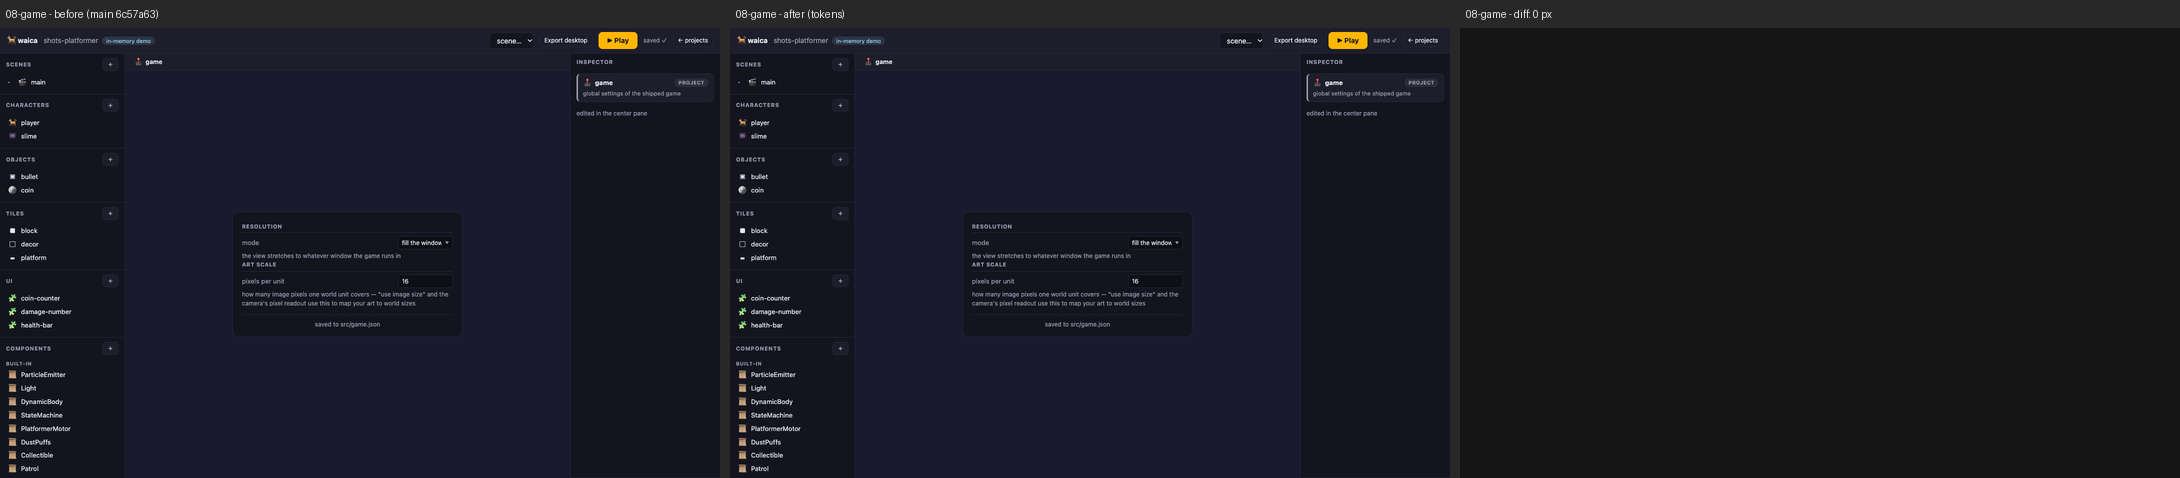 08-game - before (main 6c57a63)
waica shots-platformer in-memory demo scene... Export desktop ▶ Play saved ✓ ← projects
SCENES +
main
CHARACTERS +
player
slime
OBJECTS +
bullet
coin
TILES +
block
decor
platform
UI +
coin-counter
damage-number
health-bar
COMPONENTS +
BUILT-IN
ParticleEmitter
Light
DynamicBody
StateMachine
PlatformerMotor
DustPuffs
Collectible
Patrol
game
RESOLUTION
mode fill the window
the view stretches to whatever window the game runs in
ART SCALE
pixels per unit 16
how many image pixels one world unit covers — "use image size" and the
camera's pixel readout use this to map your art to world sizes
saved to src/game.json
INSPECTOR
game PROJECT
global settings of the shipped game
edited in the center pane
08-game - after (tokens)
waica shots-platformer in-memory demo scene... Export desktop ▶ Play saved ✓ ← projects
SCENES +
main
CHARACTERS +
player
slime
OBJECTS +
bullet
coin
TILES +
block
decor
platform
UI +
coin-counter
damage-number
health-bar
COMPONENTS +
BUILT-IN
ParticleEmitter
Light
DynamicBody
StateMachine
PlatformerMotor
DustPuffs
Collectible
Patrol
game
RESOLUTION
mode fill the window
the view stretches to whatever window the game runs in
ART SCALE
pixels per unit 16
how many image pixels one world unit covers — "use image size" and the
camera's pixel readout use this to map your art to world sizes
saved to src/game.json
INSPECTOR
game PROJECT
global settings of the shipped game
edited in the center pane
08-game - diff: 0 px